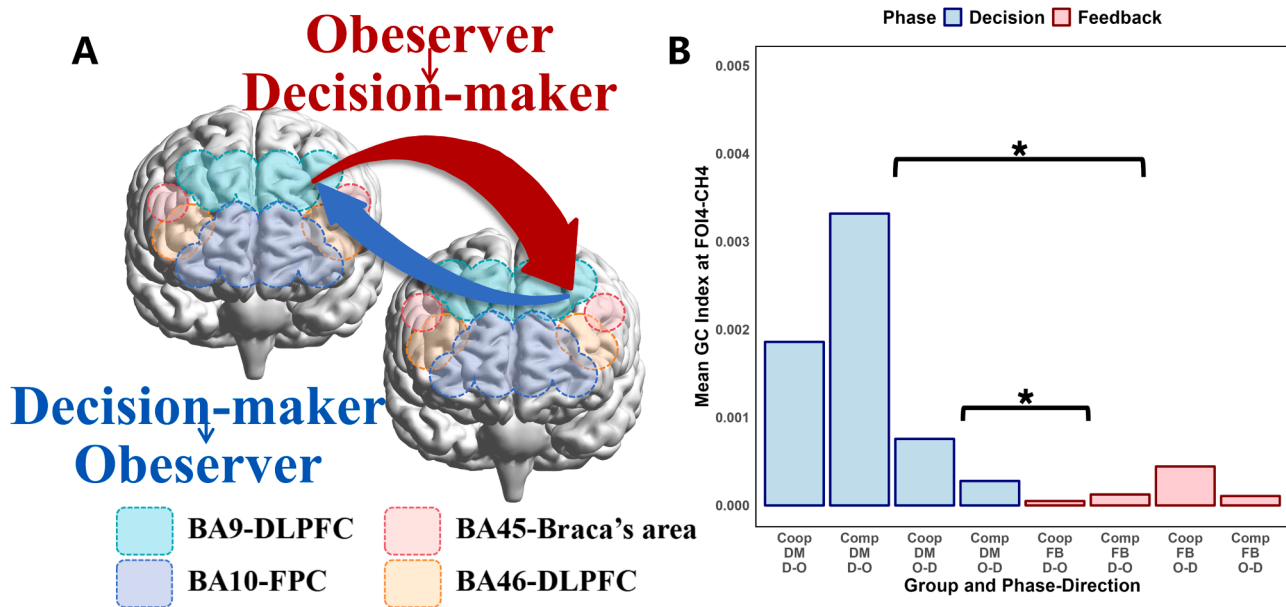 A
Obeserver
↓
Decision-maker
Decision-maker
↓
Obeserver
BA9-DLPFC
BA45-Braca's area
BA10-FPC
BA46-DLPFC
B
Phase Decision Feedback
Mean GC Index at FOI4-CH4
0.005
0.004
0.003
0.002
0.001
0.000
*
*
Coop DM D-O
Comp DM D-O
Coop DM O-D
Comp DM O-D
Coop FB D-O
Comp FB D-O
Coop FB O-D
Comp FB O-D
Group and Phase-Direction